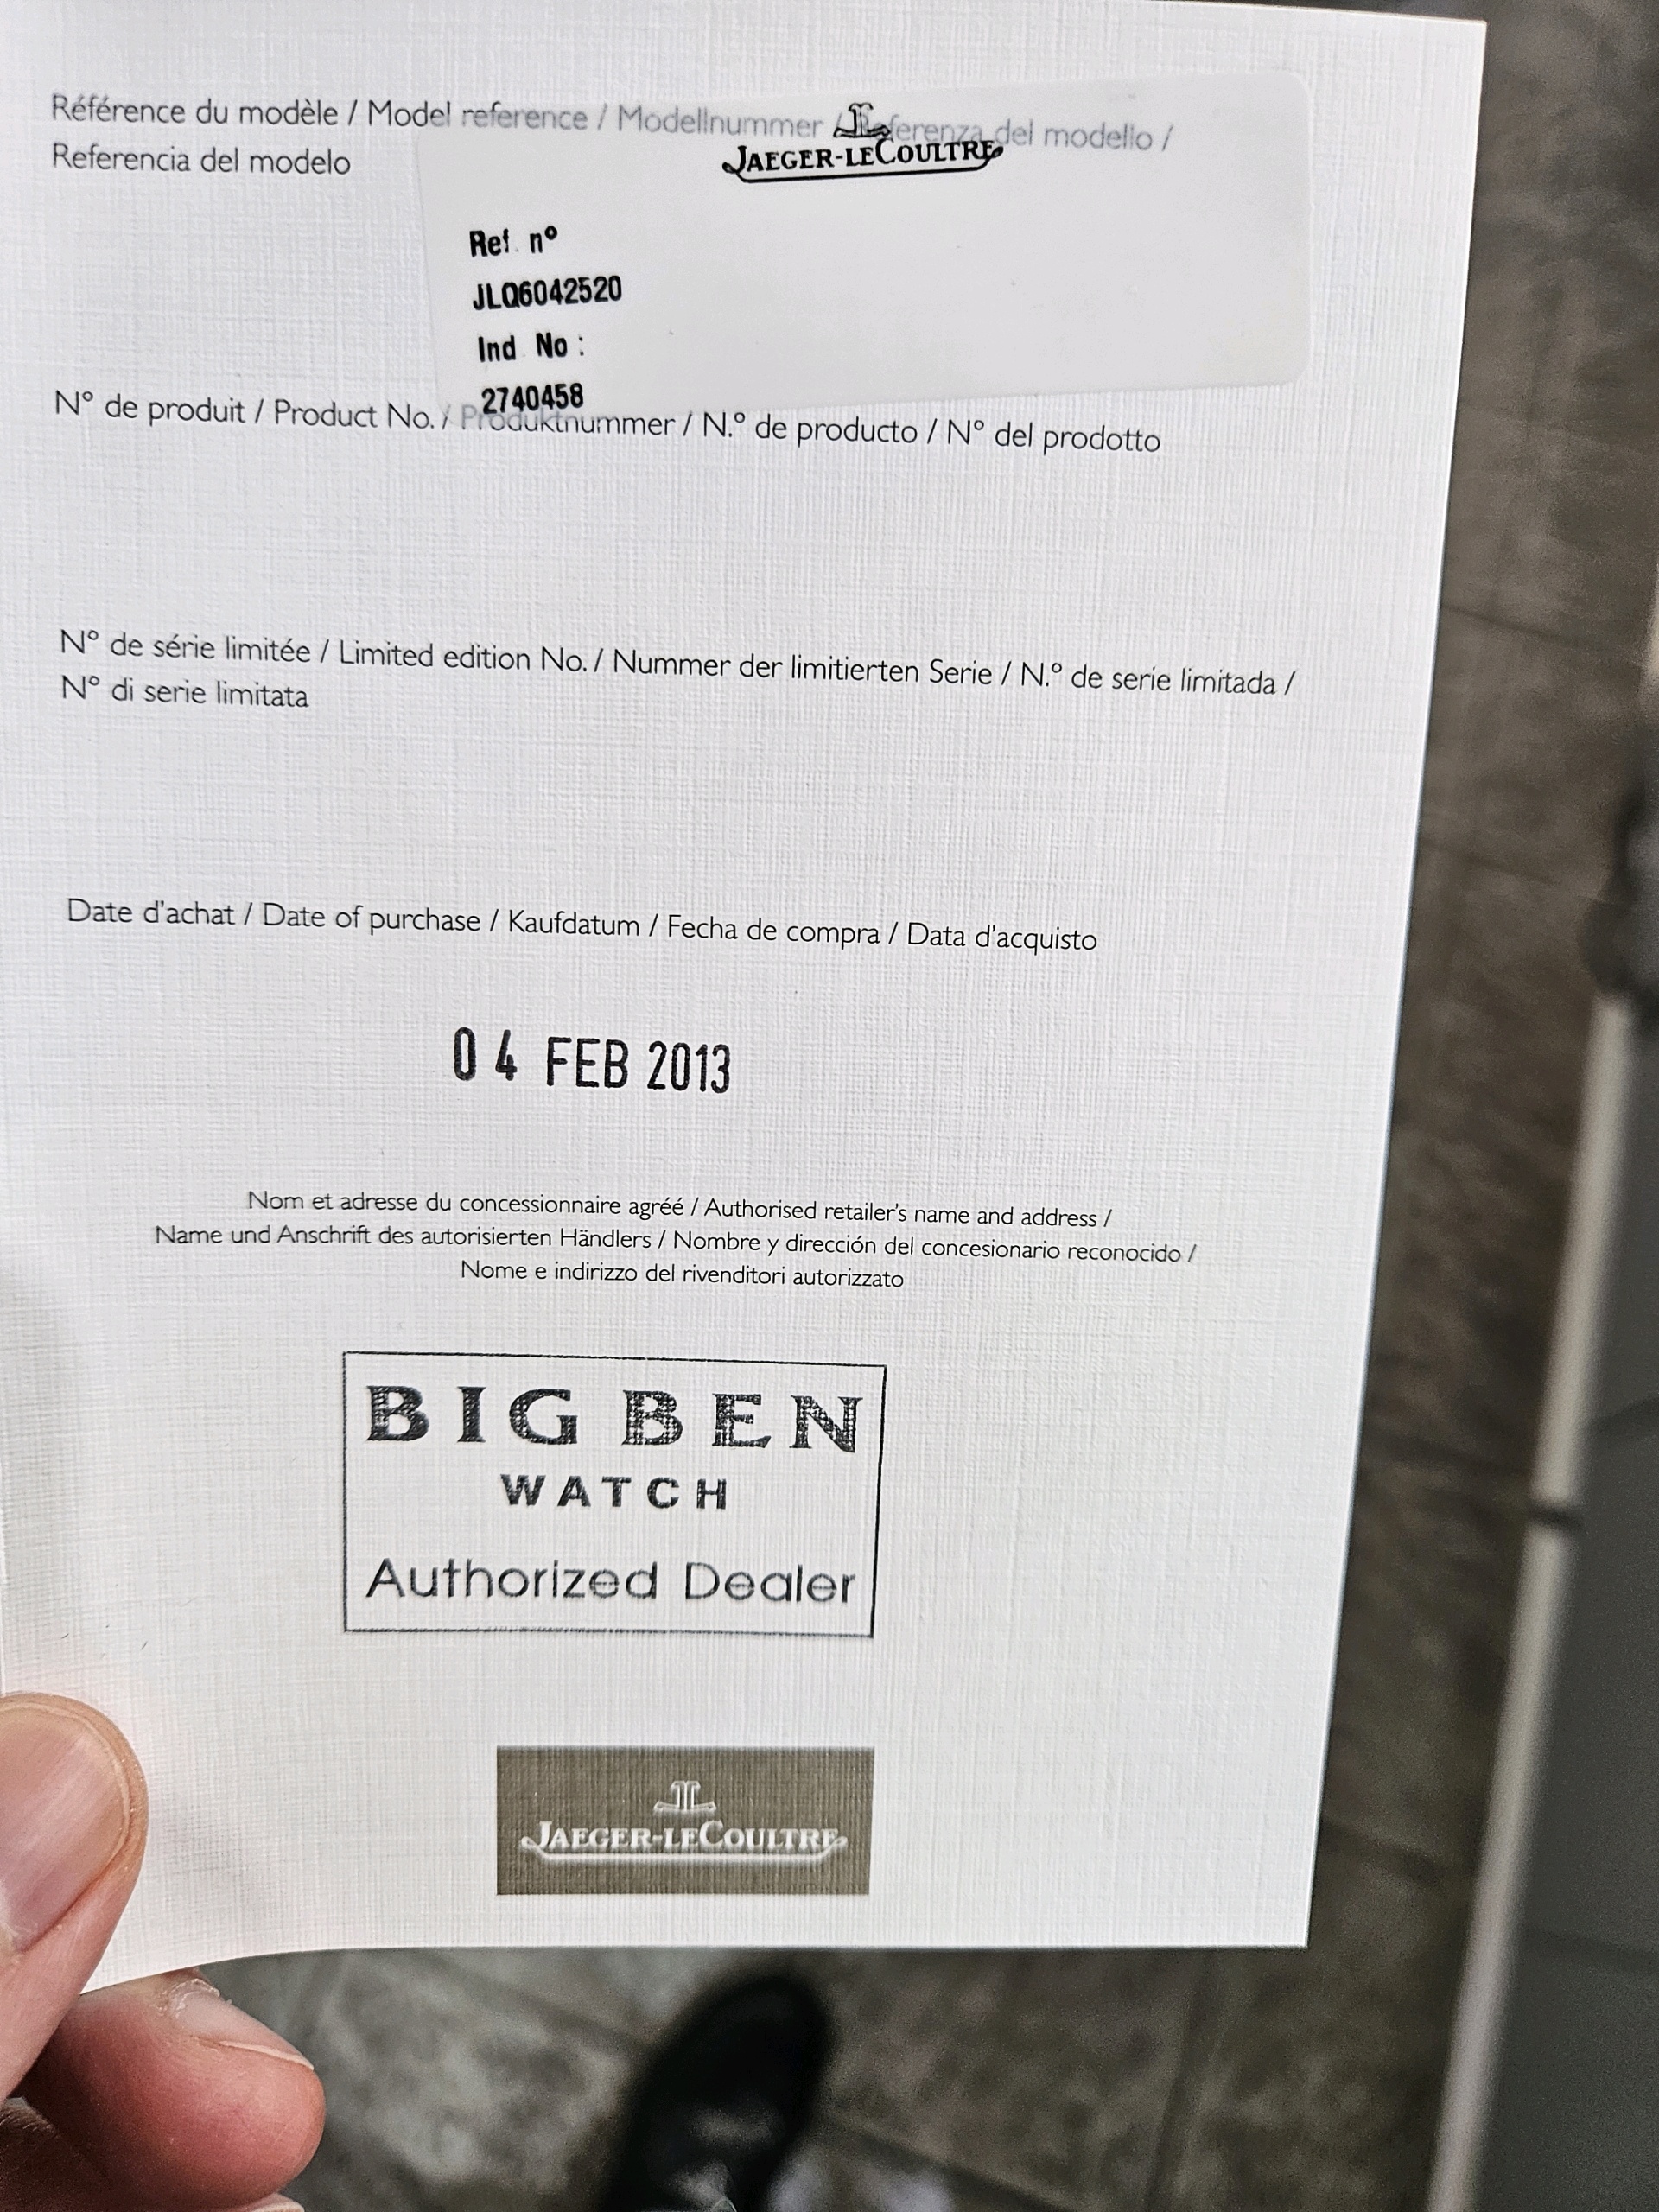 Référence du modèle / Model reference / Modellnummer / Referenza del modello /
Referencia del modelo
JAEGER-LECOULTRE
Ref. nº
JLQ6042520
Ind No :
2740458
N° de produit / Product No. / Produktnummer / N.° de producto / N° del prodotto
N° de série limitée / Limited edition No. / Nummer der limitierten Serie / N.° de serie limitada /
N° di serie limitata
Date d'achat / Date of purchase / Kaufdatum / Fecha de compra / Data d'acquisto
04 FEB 2013
Nom et adresse du concessionnaire agréé / Authorised retailer's name and address /
Name und Anschrift des autorisierten Händlers / Nombre y dirección del concesionario reconocido /
Nome e indirizzo del rivenditori autorizzato
BIG BEN
WATCH
Authorized Dealer
JAEGER-LECOULTRE